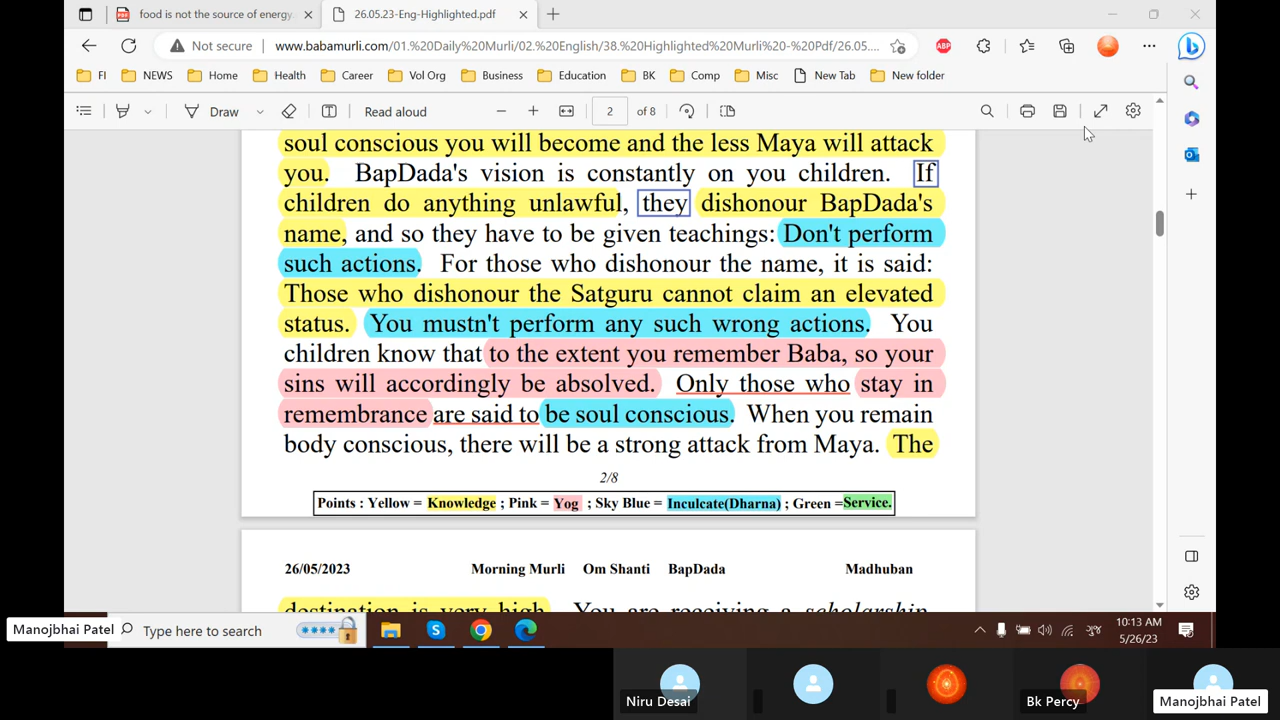 food is not the source of energy.
26.05.23-Eng-Highlighted.pdf
Not secure
www.babamurli.com/01.%20Daily%20Murli/02.%20English/38.%20Highlighted%20Murli%20-%20Pdf/26.05....
ABP
FI NEWS Home Health Career Vol Org Business Education BK Comp Misc New Tab New folder
Draw Read aloud 2 of 8
soul conscious you will become and the less Maya will attack
you. BapDada's vision is constantly on you children. If
children do anything unlawful, they dishonour BapDada's
name, and so they have to be given teachings: Don't perform
such actions. For those who dishonour the name, it is said:
Those who dishonour the Satguru cannot claim an elevated
status. You mustn't perform any such wrong actions. You
children know that to the extent you remember Baba, so your
sins will accordingly be absolved. Only those who stay in
remembrance are said to be soul conscious. When you remain
body conscious, there will be a strong attack from Maya. The
2/8
Points : Yellow = Knowledge ; Pink = Yog ; Sky Blue = Inculcate(Dharna) ; Green =Service.
26/05/2023 Morning Murli Om Shanti BapDada Madhuban
destination is very high. You are receiving a scholarship
Manojbhai Patel
Type here to search
10:13 AM
5/26/23
Niru Desai
Bk Percy
Manojbhai Patel